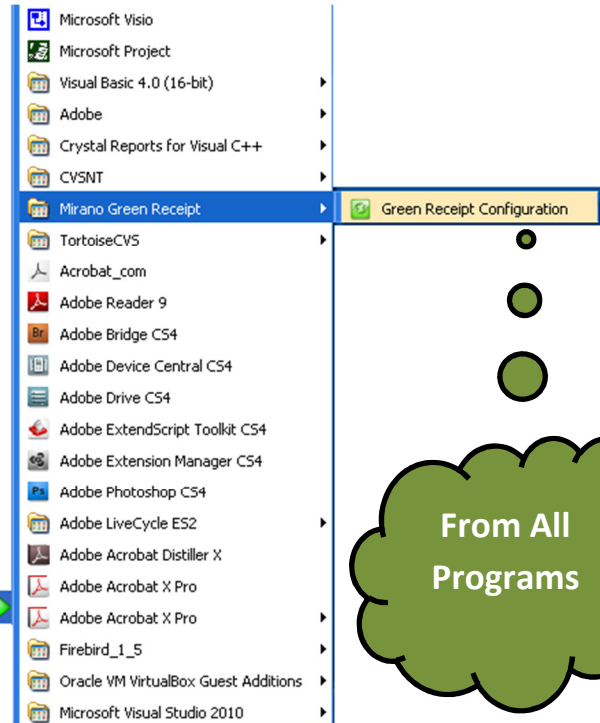 Microsoft Visio
Microsoft Project
Visual Basic 4.0 (16-bit)
Adobe
Crystal Reports for Visual C++
CVSNT
Mirano Green Receipt
Green Receipt Configuration
TortoiseCVS
Acrobat_com
Adobe Reader 9
Br Adobe Bridge CS4
Adobe Device Central CS4
Adobe Drive CS4
Adobe ExtendScript Toolkit CS4
Adobe Extension Manager CS4
Ps Adobe Photoshop CS4
Adobe LiveCycle ES2
Adobe Acrobat Distiller X
Adobe Acrobat X Pro
Adobe Acrobat X Pro
Firebird_1_5
Oracle VM VirtualBox Guest Additions
Microsoft Visual Studio 2010
From All
Programs